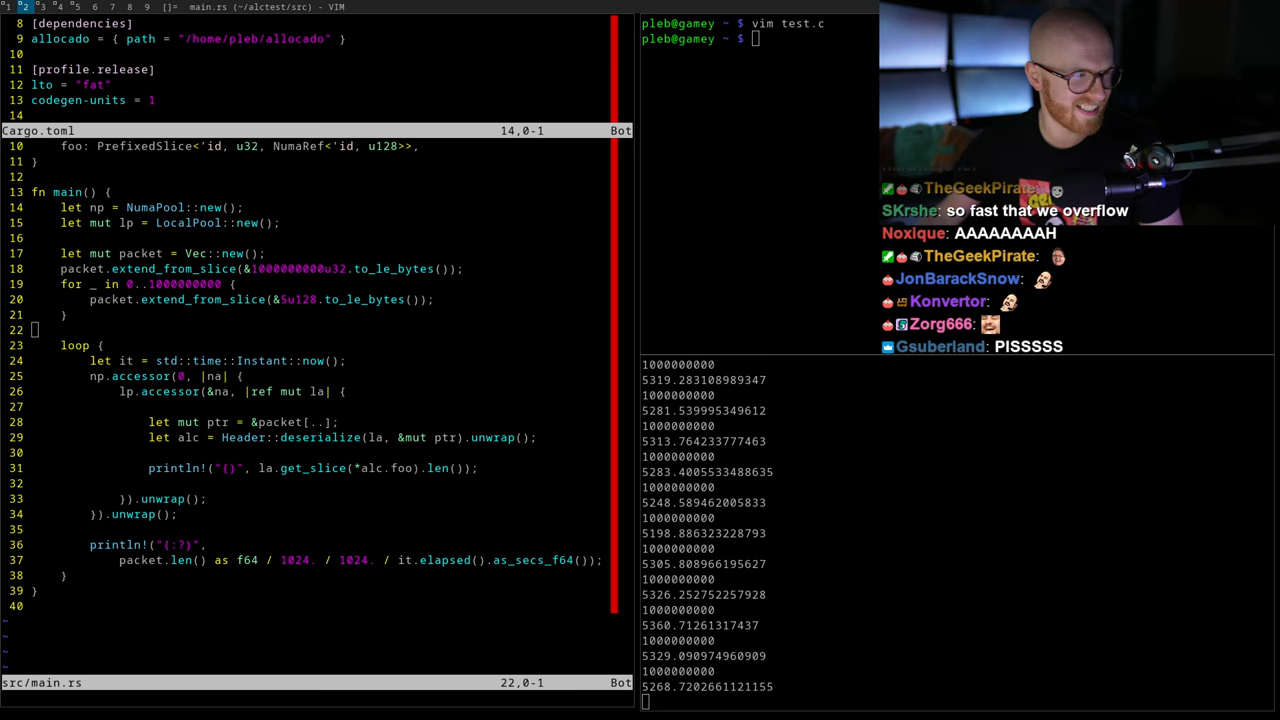 1 2 3 4 5 6 7 8 9 []= main.rs (~/alctest/src) - VIM
8 [dependencies]
9 allocado = { path = "/home/pleb/allocado" }
10
11 [profile.release]
12 lto = "fat"
13 codegen-units = 1
14
Cargo.toml 14,0-1 Bot
10 foo: PrefixedSlice<'id, u32, NumaRef<'id, u128>>,
11 }
12
13 fn main() {
14 let np = NumaPool::new();
15 let mut lp = LocalPool::new();
16
17 let mut packet = Vec::new();
18 packet.extend_from_slice(&1000000000u32.to_le_bytes());
19 for _ in 0..1000000000 {
20 packet.extend_from_slice(&5u128.to_le_bytes());
21 }
22
23 loop {
24 let it = std::time::Instant::now();
25 np.accessor(0, |na| {
26 lp.accessor(&na, |ref mut la| {
27
28 let mut ptr = &packet[..];
29 let alc = Header::deserialize(la, &mut ptr).unwrap();
30
31 println!("{}", la.get_slice(*alc.foo).len());
32
33 }).unwrap();
34 }).unwrap();
35
36 println!("{:?}",
37 packet.len() as f64 / 1024. / 1024. / it.elapsed().as_secs_f64());
38 }
39 }
40
~
~
~
~
src/main.rs 22,0-1 Bot
pleb@gamey ~ $ vim test.c
pleb@gamey ~ $
TheGeekPirate:
SKrshe: so fast that we overflow
Noxique: AAAAAAAAH
TheGeekPirate:
JonBarackSnow:
Konvertor:
Zorg666:
Gsuberland: PISSSSS
1000000000
5319.283108989347
1000000000
5281.539995349612
1000000000
5313.764233777463
1000000000
5283.4005533488635
1000000000
5248.589462005833
1000000000
5198.886323228793
1000000000
5305.808966195627
1000000000
5326.252752257928
1000000000
5360.71261317437
1000000000
5329.090974960909
1000000000
5268.7202661121155